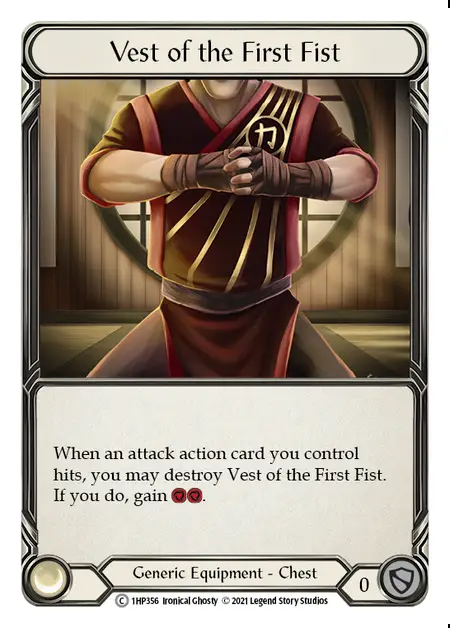 Vest of the First Fist
力
When an attack action card you control
hits, you may destroy Vest of the First Fist.
If you do, gain
.
Generic Equipment - Chest
0
C 1HP356 Ironical Ghosty © 2021 Legend Story Studios